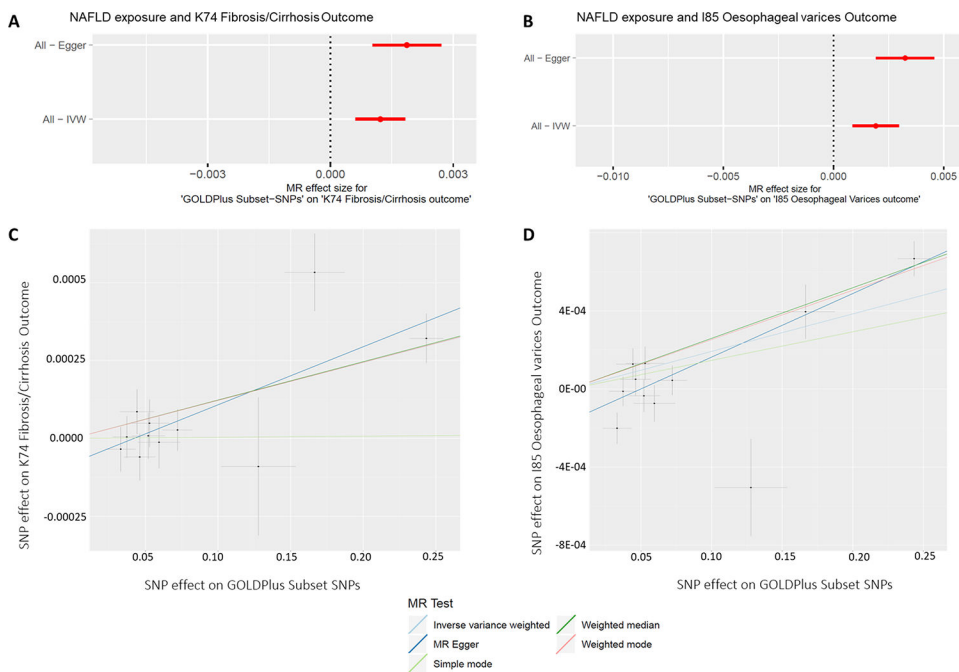 A
NAFLD exposure and K74 Fibrosis/Cirrhosis Outcome
All − Egger
All − IVW
−0.003
0.000
0.003
MR effect size for
'GOLDPlus Subset−SNPs' on 'K74 Fibrosis/Cirrhosis outcome'
B
NAFLD exposure and I85 Oesophageal varices Outcome
All − Egger
All − IVW
−0.010
−0.005
0.000
0.005
MR effect size for
'GOLDPlus Subset−SNPs' on 'I85 Oesophageal Varices outcome'
C
SNP effect on K74 Fibrosis/Cirrhosis Outcome
0.0005
0.00025
0.0000
-0.00025
0.05
0.10
0.15
0.20
0.25
SNP effect on GOLDPlus Subset SNPs
D
SNP effect on I85 Oesophageal varices Outcome
4E-04
0E-00
-4E-04
-8E-04
0.05
0.10
0.15
0.20
0.25
SNP effect on GOLDPlus Subset SNPs
MR Test
Inverse variance weighted
MR Egger
Simple mode
Weighted median
Weighted mode